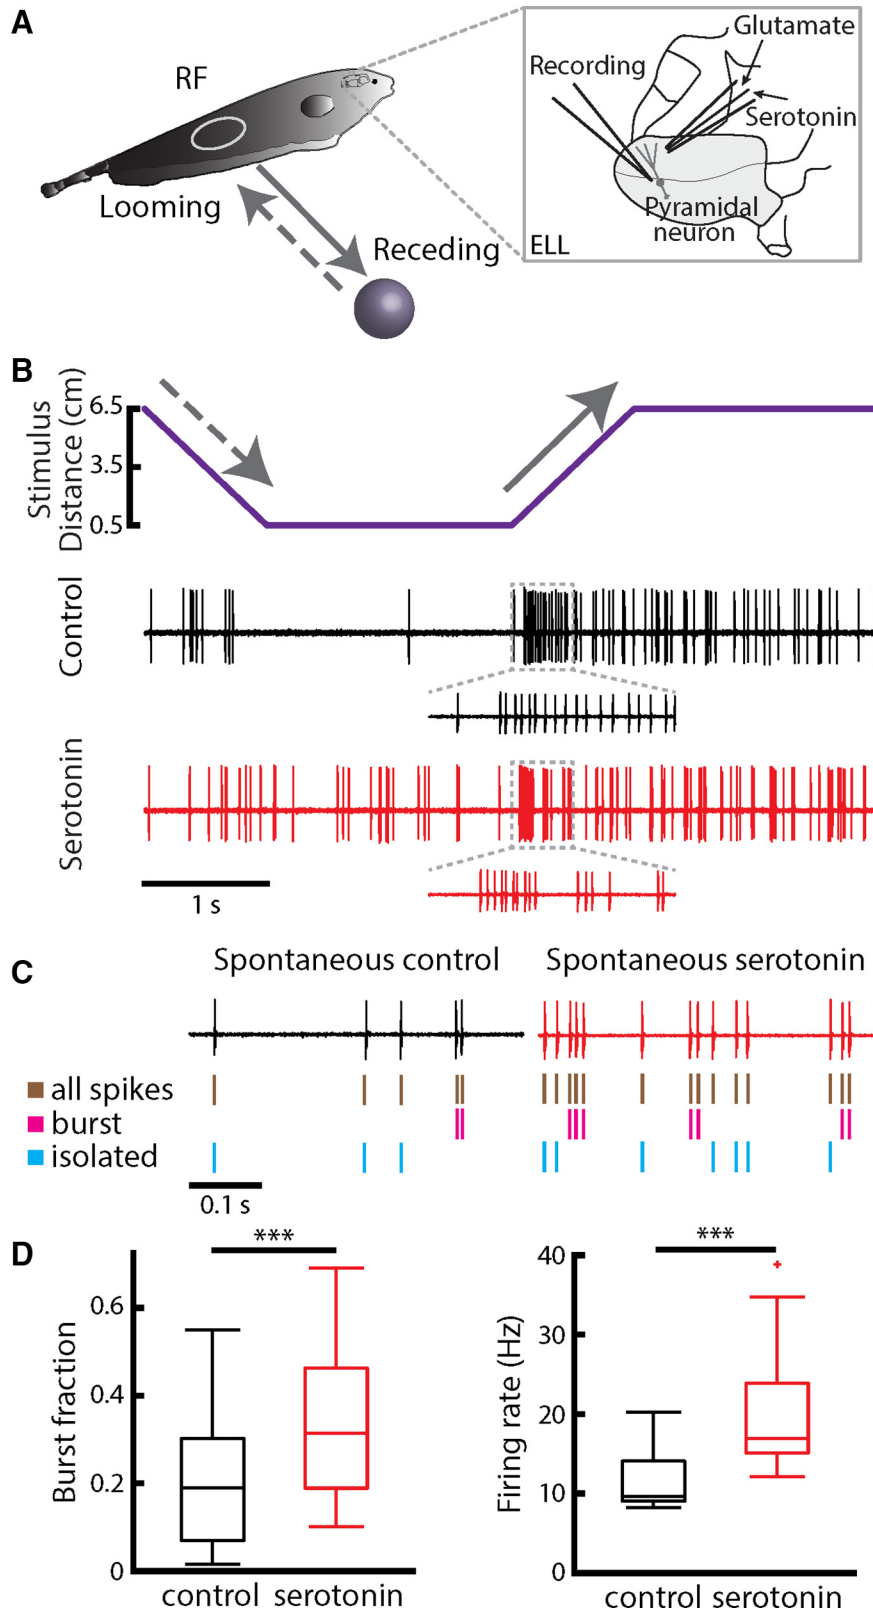 A
RF
Looming
Receding
Recording
Glutamate
Serotonin
Pyramidal
neuron
ELL
B
Stimulus
Distance (cm)
6.5
3.5
0.5
Control
Serotonin
1 s
C
Spontaneous control
Spontaneous serotonin
all spikes
burst
isolated
0.1 s
D
***
Burst fraction
0.6
0.4
0.2
0
control serotonin
***
Firing rate (Hz)
40
30
20
10
0
control serotonin